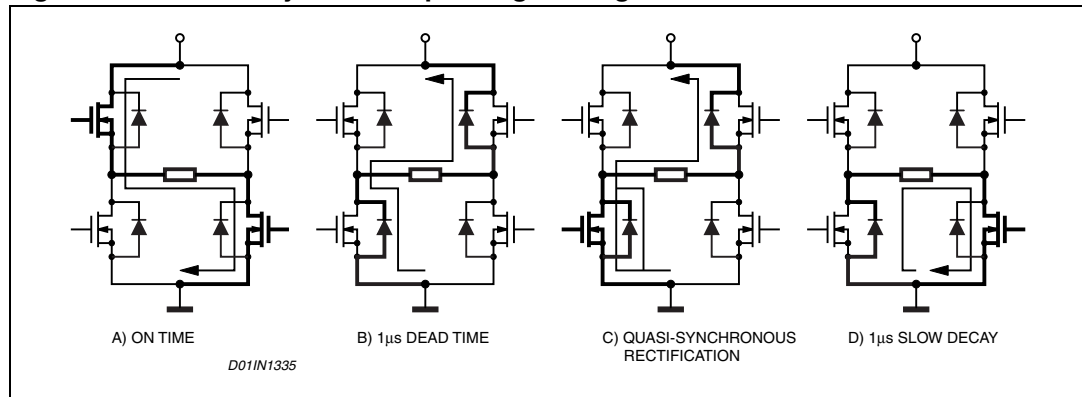 A) ON TIME
B) 1μs DEAD TIME
C) QUASI-SYNCHRONOUS
RECTIFICATION
D) 1μs SLOW DECAY
D01IN1335